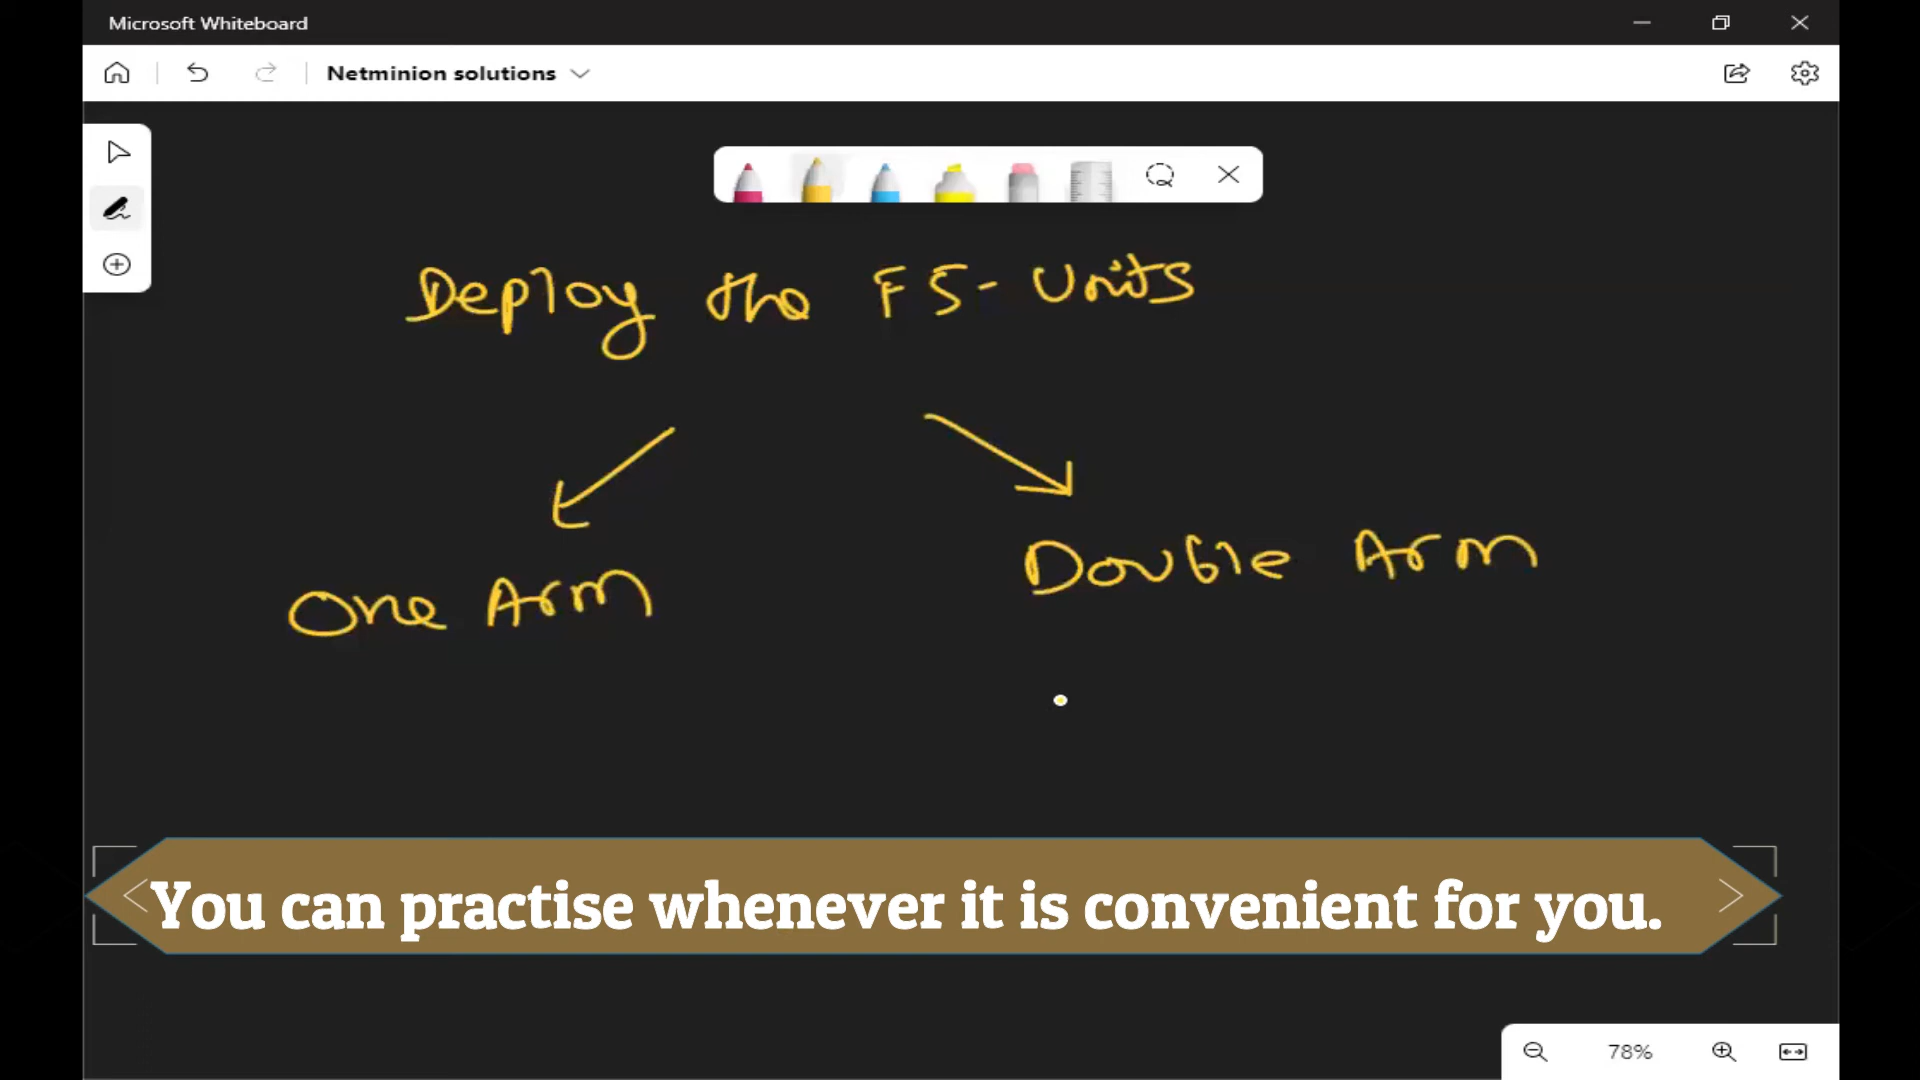 Microsoft Whiteboard
Netminion solutions
Deploy the F5-Units
One Arm
Double Arm
You can practise whenever it is convenient for you.
78%